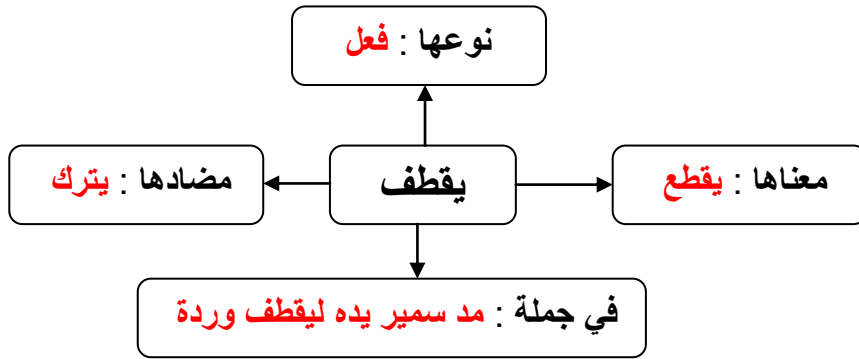 نوعها : فعل
معناها : يقطع
يقطف
مضادها : يترك
في جملة : مد سمير يده ليقطف وردة